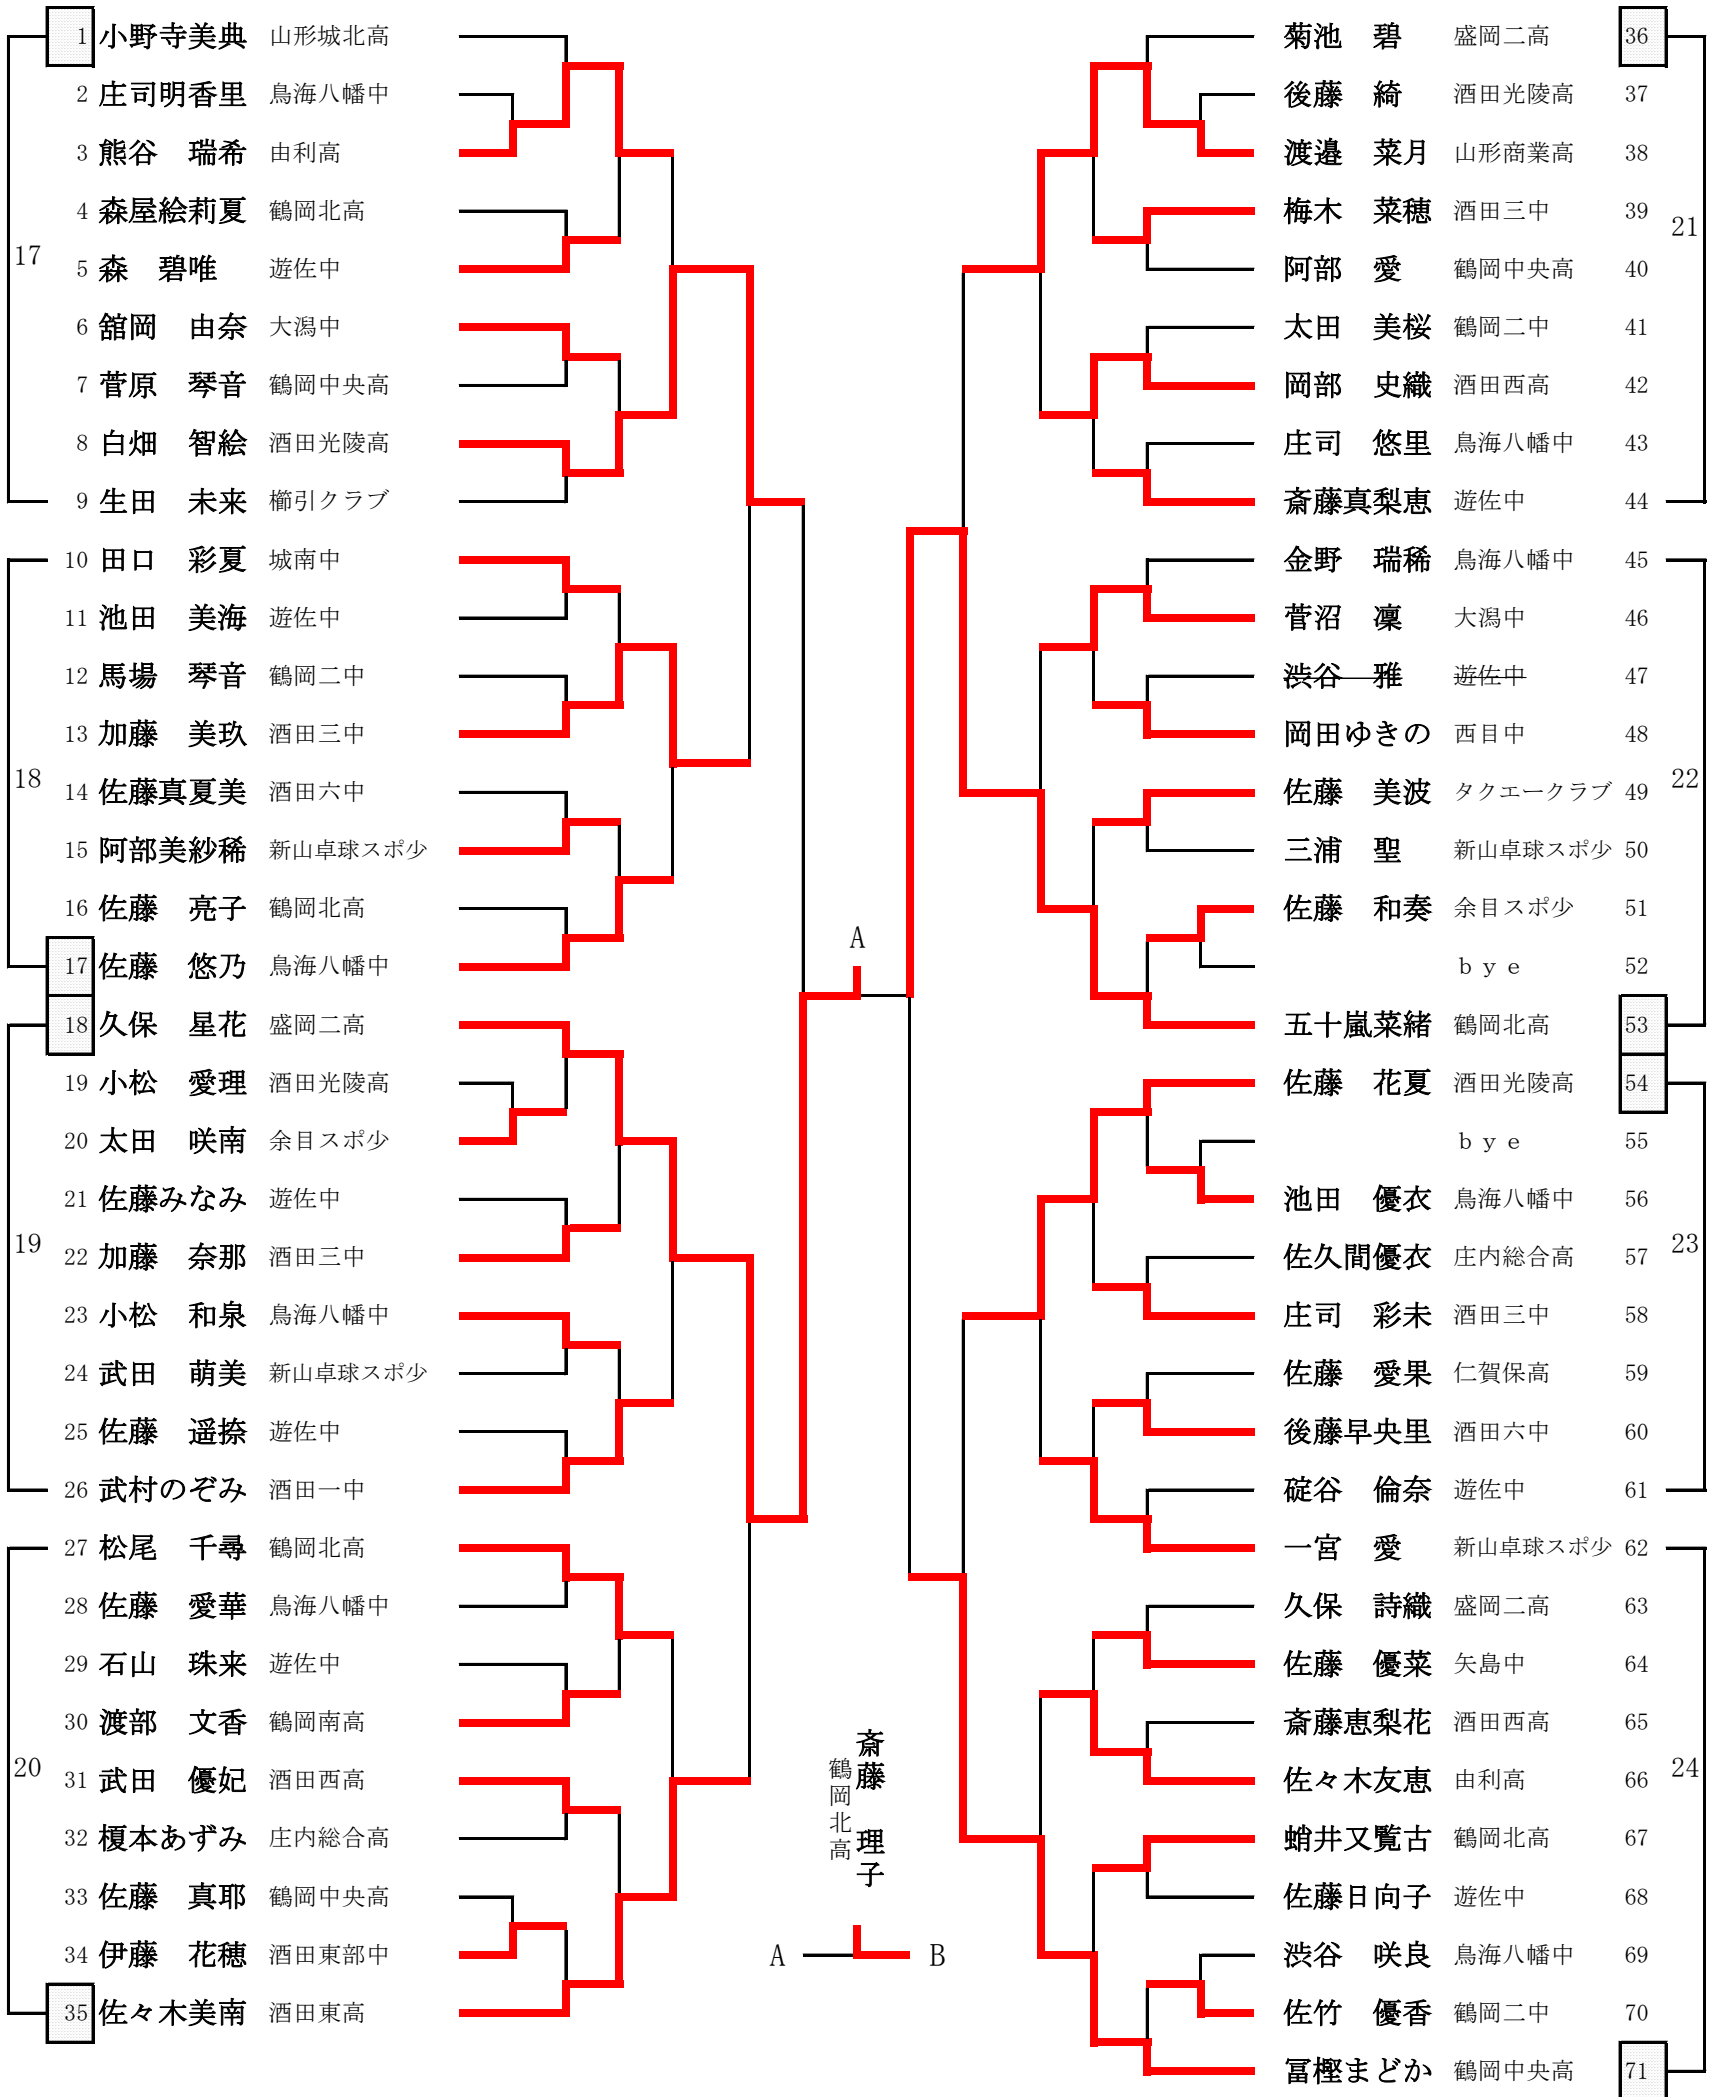 1 小野寺美典 山形城北高
2 庄司明香里 鳥海八幡中
3 熊谷 瑞希 由利高
4 森屋絵莉夏 鶴岡北高
17
5 森 碧唯 遊佐中
6 舘岡 由奈 大潟中
7 菅原 琴音 鶴岡中央高
8 白畑 智絵 酒田光陵高
9 生田 未来 櫛引クラブ
10 田口 彩夏 城南中
11 池田 美海 遊佐中
12 馬場 琴音 鶴岡二中
13 加藤 美玖 酒田三中
18
14 佐藤真夏美 酒田六中
15 阿部美紗稀 新山卓球スポ少
16 佐藤 亮子 鶴岡北高
17 佐藤 悠乃 鳥海八幡中
18 久保 星花 盛岡二高
19 小松 愛理 酒田光陵高
20 太田 咲南 余目スポ少
21 佐藤みなみ 遊佐中
19
22 加藤 奈那 酒田三中
23 小松 和泉 鳥海八幡中
24 武田 萌美 新山卓球スポ少
25 佐藤 遥捺 遊佐中
26 武村のぞみ 酒田一中
27 松尾 千尋 鶴岡北高
28 佐藤 愛華 鳥海八幡中
29 石山 珠来 遊佐中
30 渡部 文香 鶴岡南高
20
31 武田 優妃 酒田西高
32 榎本あずみ 庄内総合高
33 佐藤 真耶 鶴岡中央高
34 伊藤 花穂 酒田東部中
35 佐々木美南 酒田東高
A
斎藤 理子
鶴岡北高
A B
菊池 碧 盛岡二高 36
後藤 綺 酒田光陵高 37
渡邉 菜月 山形商業高 38
梅木 菜穂 酒田三中 39
21
阿部 愛 鶴岡中央高 40
太田 美桜 鶴岡二中 41
岡部 史織 酒田西高 42
庄司 悠里 鳥海八幡中 43
斎藤真梨恵 遊佐中 44
金野 瑞稀 鳥海八幡中 45
菅沼 凜 大潟中 46
渋谷 雅 遊佐中 47
岡田ゆきの 西目中 48
22
佐藤 美波 タクエークラブ 49
三浦 聖 新山卓球スポ少 50
佐藤 和奏 余目スポ少 51
ｂｙｅ 52
五十嵐菜緒 鶴岡北高 53
佐藤 花夏 酒田光陵高 54
ｂｙｅ 55
池田 優衣 鳥海八幡中 56
23
佐久間優衣 庄内総合高 57
庄司 彩未 酒田三中 58
佐藤 愛果 仁賀保高 59
後藤早央里 酒田六中 60
碇谷 倫奈 遊佐中 61
一宮 愛 新山卓球スポ少 62
久保 詩織 盛岡二高 63
佐藤 優菜 矢島中 64
斎藤恵梨花 酒田西高 65
24
佐々木友恵 由利高 66
蛸井又覧古 鶴岡北高 67
佐藤日向子 遊佐中 68
渋谷 咲良 鳥海八幡中 69
佐竹 優香 鶴岡二中 70
冨樫まどか 鶴岡中央高 71